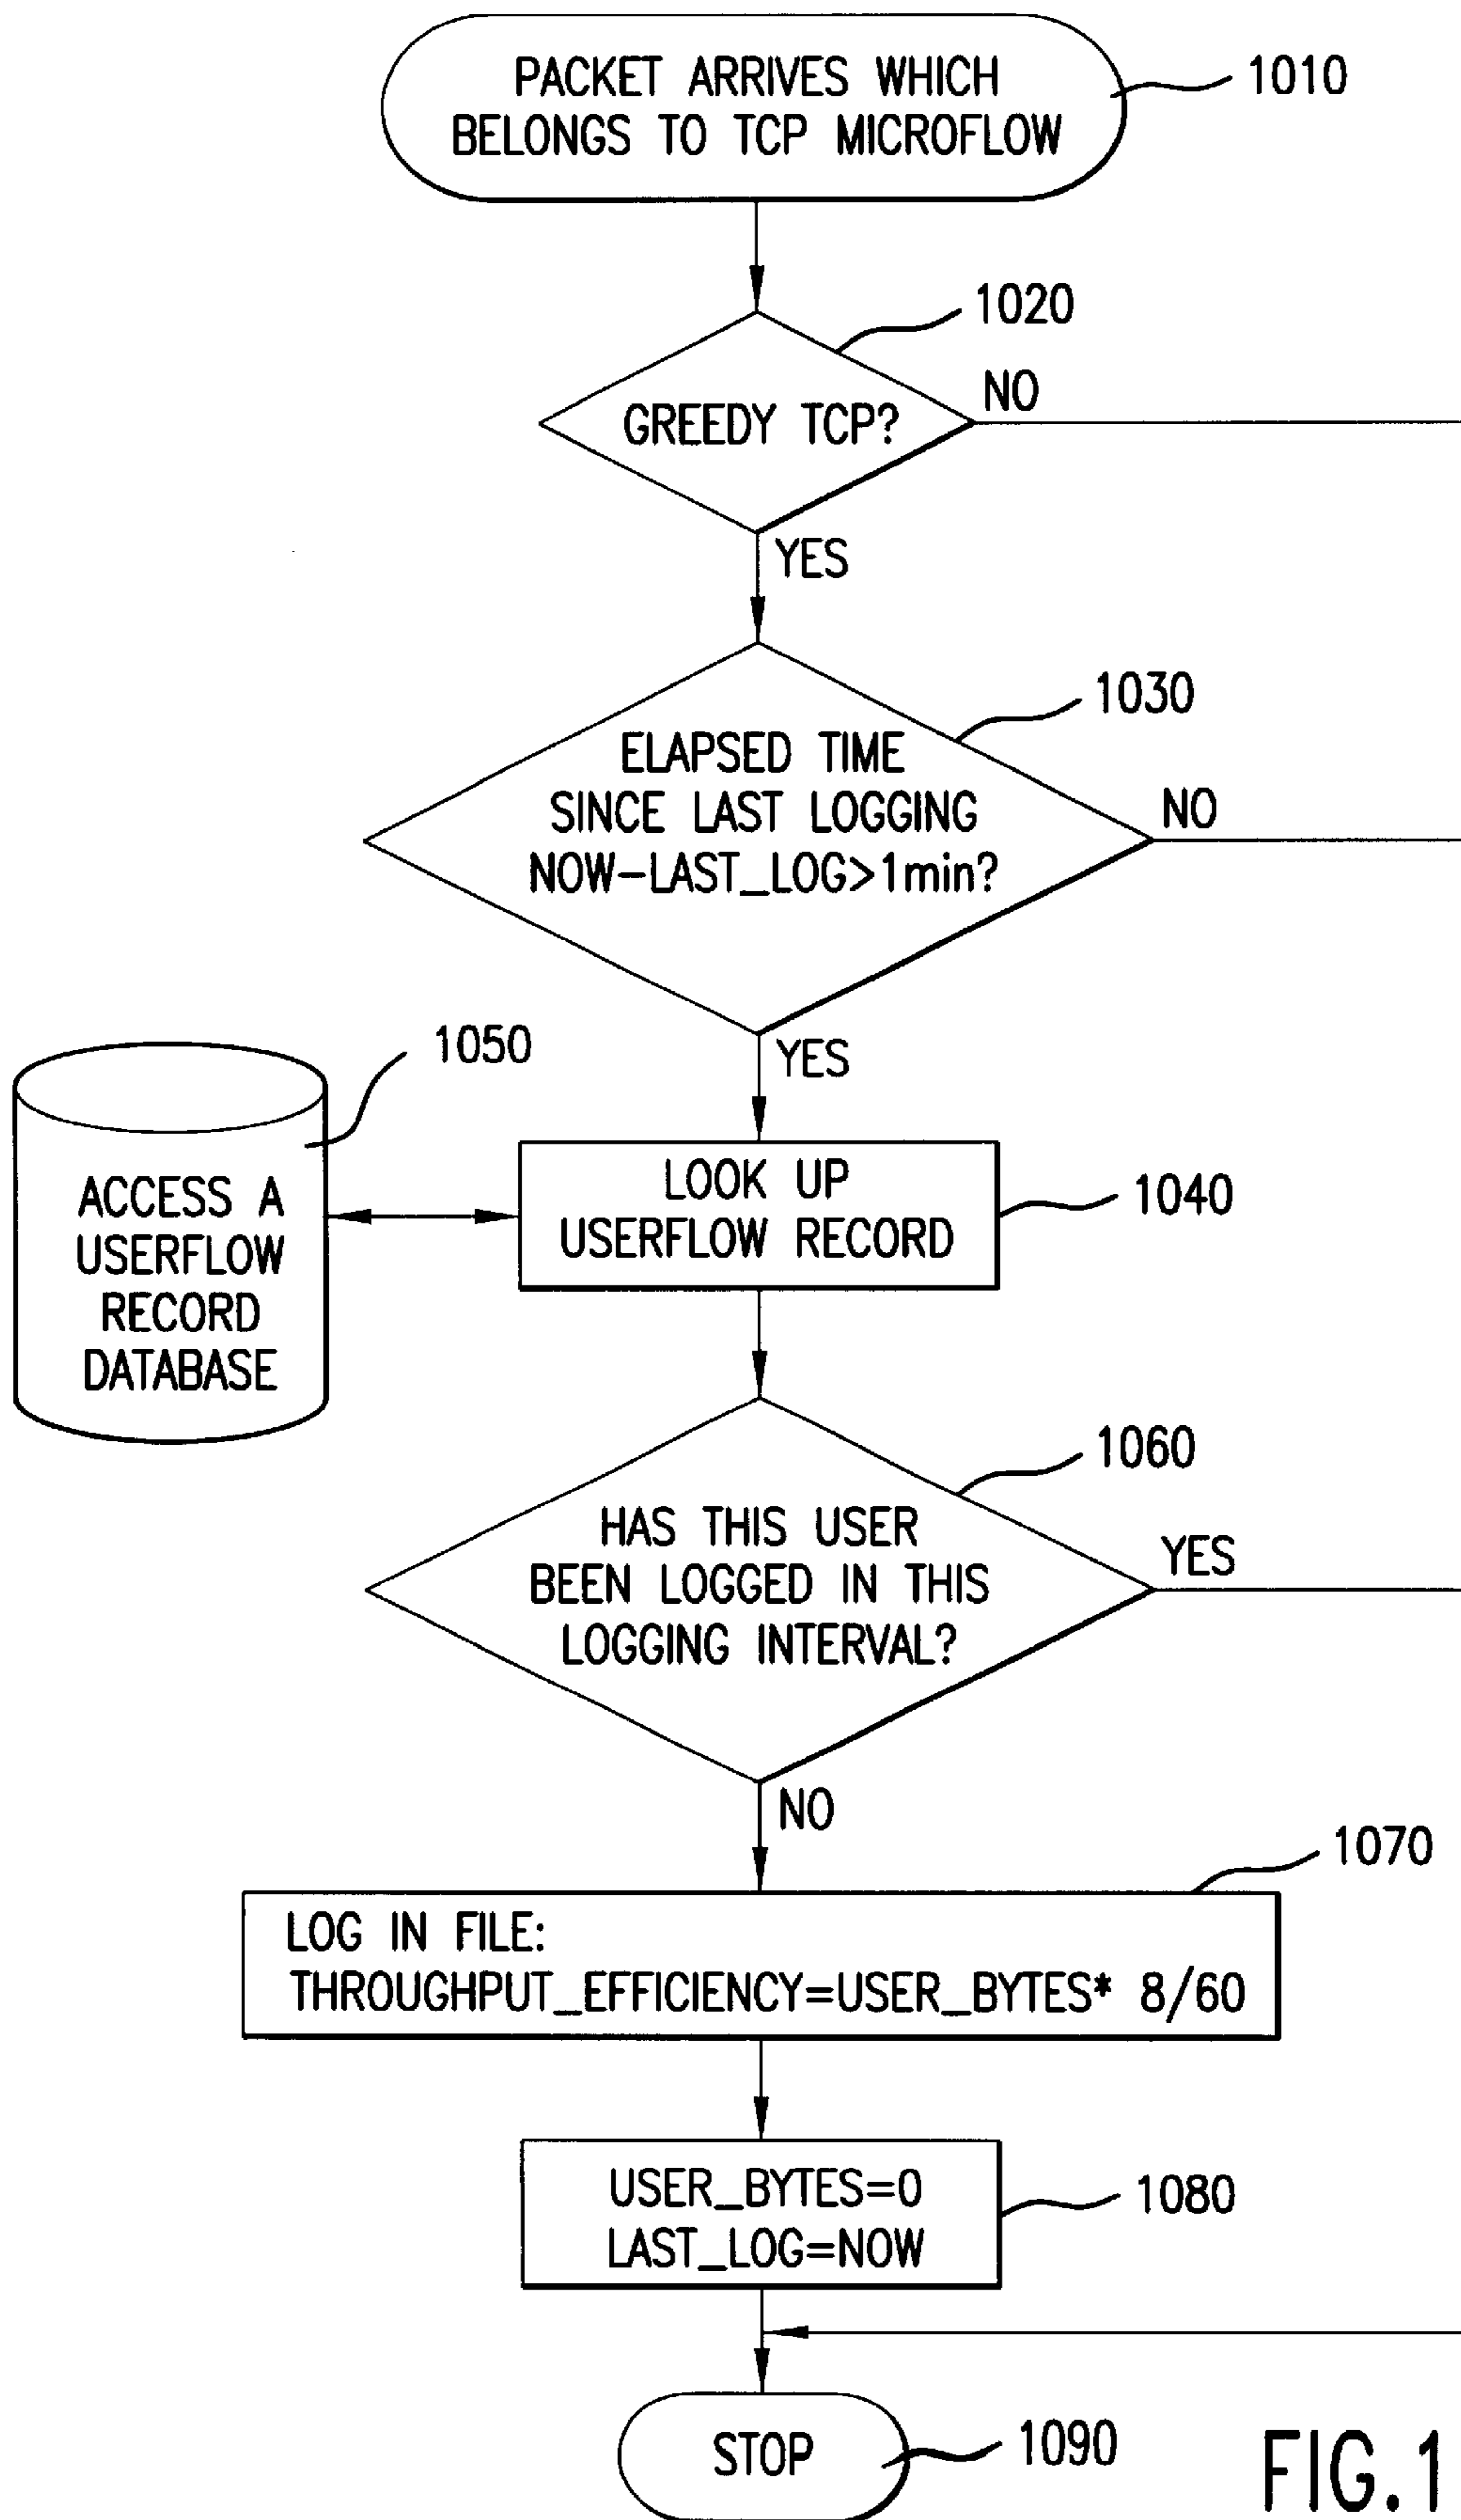 PACKET ARRIVES WHICH
BELONGS TO TCP MICROFLOW
1010
1020
GREEDY TCP?
NO
YES
1030
ELAPSED TIME
SINCE LAST LOGGING
NOW-LAST_LOG>1min?
NO
YES
1050
ACCESS A
USERFLOW
RECORD
DATABASE
LOOK UP
USERFLOW RECORD
1040
1060
HAS THIS USER
BEEN LOGGED IN THIS
LOGGING INTERVAL?
YES
NO
1070
LOG IN FILE:
THROUGHPUT_EFFICIENCY=USER_BYTES* 8/60
USER_BYTES=0
LAST_LOG=NOW
1080
STOP
1090
FIG.1